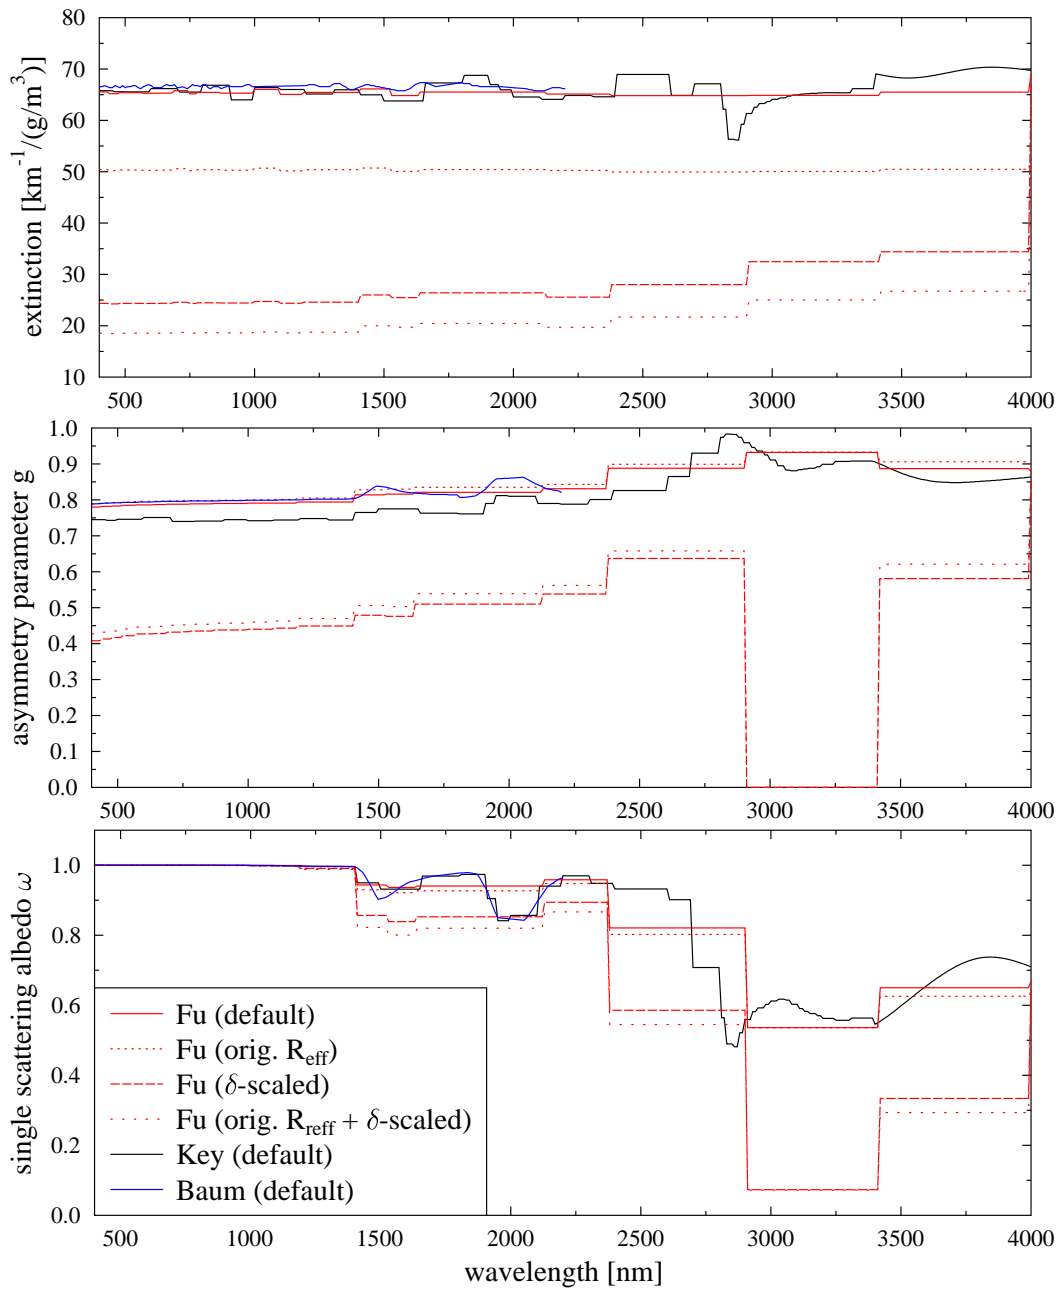 80
70
60
50
40
30
20
10
extinction [km⁻¹/(g/m³)]
500 1000 1500 2000 2500 3000 3500 4000
1.0
0.9
0.8
0.7
0.6
0.5
0.4
0.3
0.2
0.1
0.0
asymmetry parameter g
500 1000 1500 2000 2500 3000 3500 4000
1.0
0.8
0.6
0.4
0.2
0.0
single scattering albedo ω
Fu (default)
Fu (orig. R_eff)
Fu (δ-scaled)
Fu (orig. R_reff + δ-scaled)
Key (default)
Baum (default)
500 1000 1500 2000 2500 3000 3500 4000
wavelength [nm]